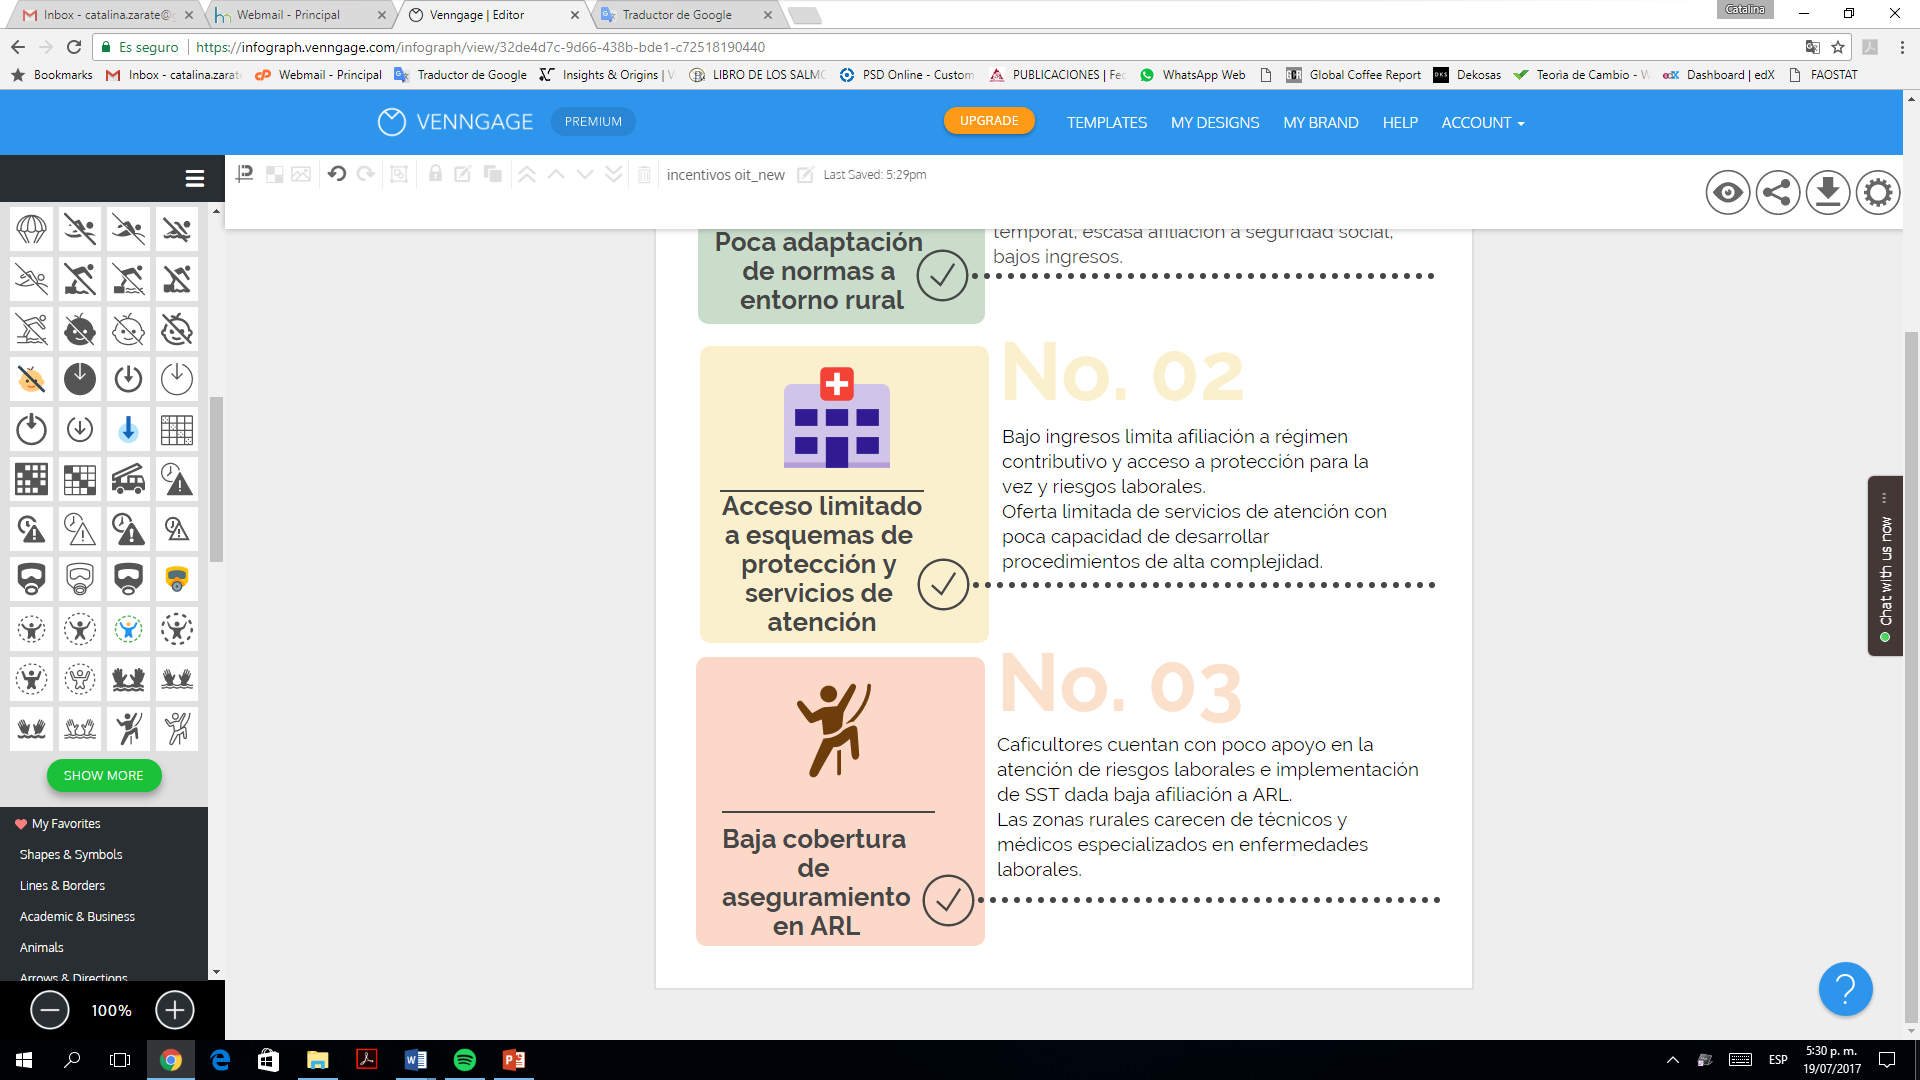 Inbox - catalina.zarate@
Webmail - Principal
Venngage | Editor
Traductor de Google
Catalina
Es seguro
https://infograph.venngage.com/infograph/view/32de4d7c-9d66-438b-bde1-c72518190440
Bookmarks
Inbox - catalina.zarat
Webmail - Principal
Traductor de Google
Insights & Origins |
LIBRO DE LOS SALMO
PSD Online - Custom
PUBLICACIONES | Fe
WhatsApp Web
Global Coffee Report
Dekosas
Teoria de Cambio -
Dashboard | edX
FAOSTAT
VENNGAGE
PREMIUM
UPGRADE
TEMPLATES
MY DESIGNS
MY BRAND
HELP
ACCOUNT
incentivos oit_new
Last Saved: 5:29pm
SHOW MORE
My Favorites
Shapes & Symbols
Lines & Borders
Academic & Business
Animals
Arrows & Directions
100%
Poca adaptación
de normas a
entorno rural
temporal, escasa afiliación a seguridad social,
bajos ingresos.
Acceso limitado
a esquemas de
protección y
servicios de
atención
No. 02
Bajo ingresos limita afiliación a régimen
contributivo y acceso a protección para la
vez y riesgos laborales.
Oferta limitada de servicios de atención con
poca capacidad de desarrollar
procedimientos de alta complejidad.
Baja cobertura
de
aseguramiento
en ARL
No. 03
Caficultores cuentan con poco apoyo en la
atención de riesgos laborales e implementación
de SST dada baja afiliación a ARL.
Las zonas rurales carecen de técnicos y
médicos especializados en enfermedades
laborales.
Chat with us now
?
ESP
5:30 p. m.
19/07/2017